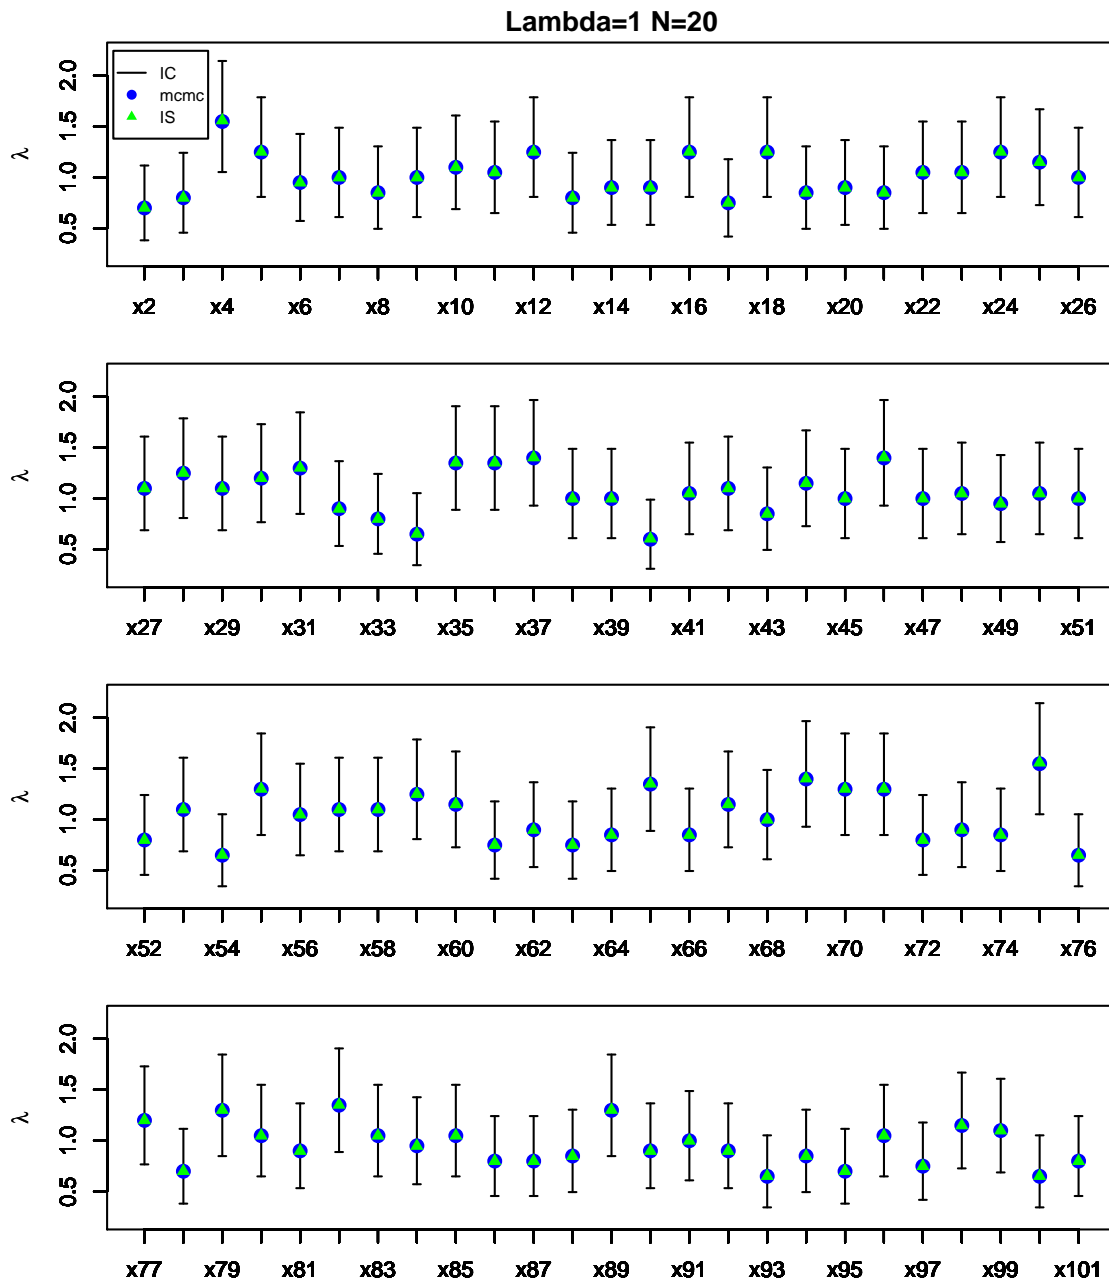 Lambda=1 N=20
IC
mcmc
IS
λ
0.5 1.0 1.5 2.0
x2 x4 x6 x8 x10 x12 x14 x16 x18 x20 x22 x24 x26
λ
0.5 1.0 1.5 2.0
x27 x29 x31 x33 x35 x37 x39 x41 x43 x45 x47 x49 x51
λ
0.5 1.0 1.5 2.0
x52 x54 x56 x58 x60 x62 x64 x66 x68 x70 x72 x74 x76
λ
0.5 1.0 1.5 2.0
x77 x79 x81 x83 x85 x87 x89 x91 x93 x95 x97 x99 x101